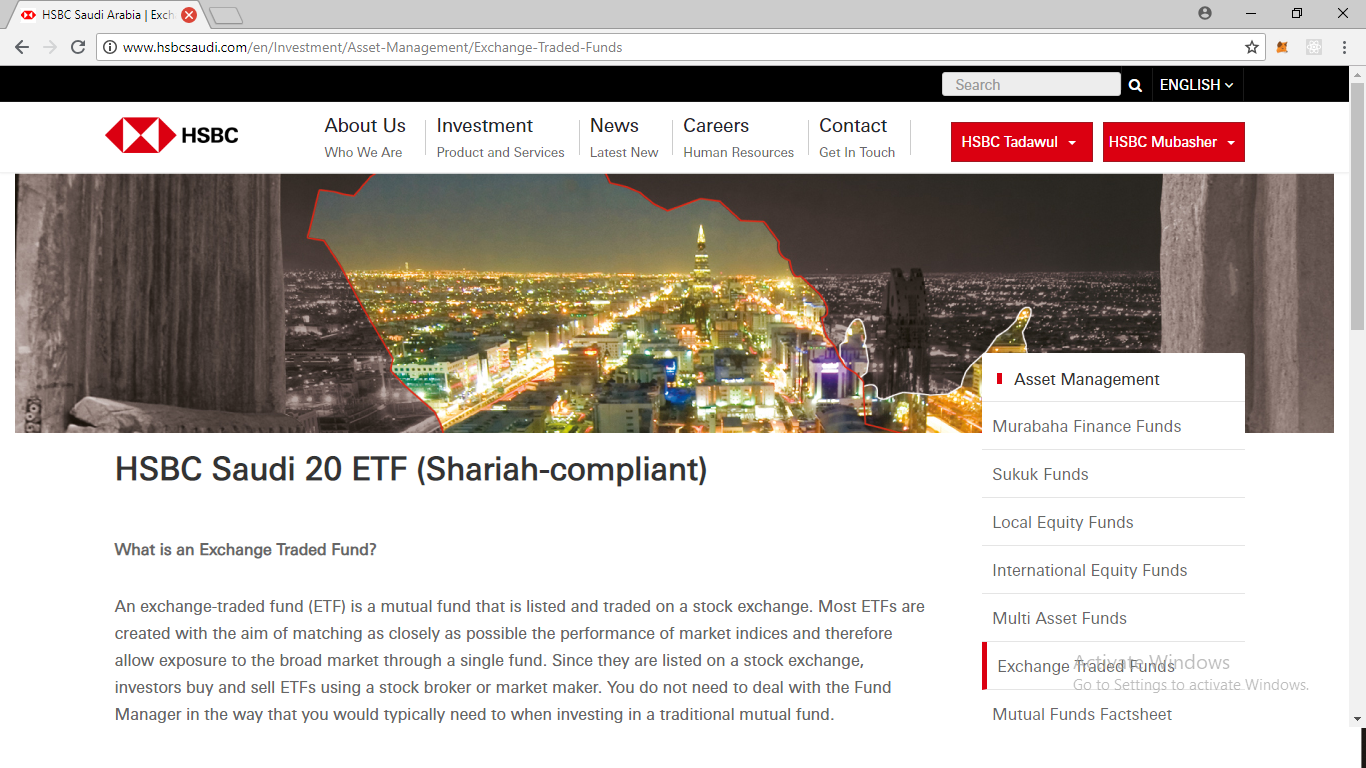 HSBC Saudi Arabia | Exch
www.hsbcsaudi.com/en/Investment/Asset-Management/Exchange-Traded-Funds
Search
ENGLISH
HSBC
About Us
Who We Are
Investment
Product and Services
News
Latest New
Careers
Human Resources
Contact
Get In Touch
HSBC Tadawul
HSBC Mubasher
HSBC Saudi 20 ETF (Shariah-compliant)
What is an Exchange Traded Fund?
An exchange-traded fund (ETF) is a mutual fund that is listed and traded on a stock exchange. Most ETFs are
created with the aim of matching as closely as possible the performance of market indices and therefore
allow exposure to the broad market through a single fund. Since they are listed on a stock exchange,
investors buy and sell ETFs using a stock broker or market maker. You do not need to deal with the Fund
Manager in the way that you would typically need to when investing in a traditional mutual fund.
Asset Management
Murabaha Finance Funds
Sukuk Funds
Local Equity Funds
International Equity Funds
Multi Asset Funds
Exchange Traded Funds
Mutual Funds Factsheet
Activate Windows
Go to Settings to activate Windows.